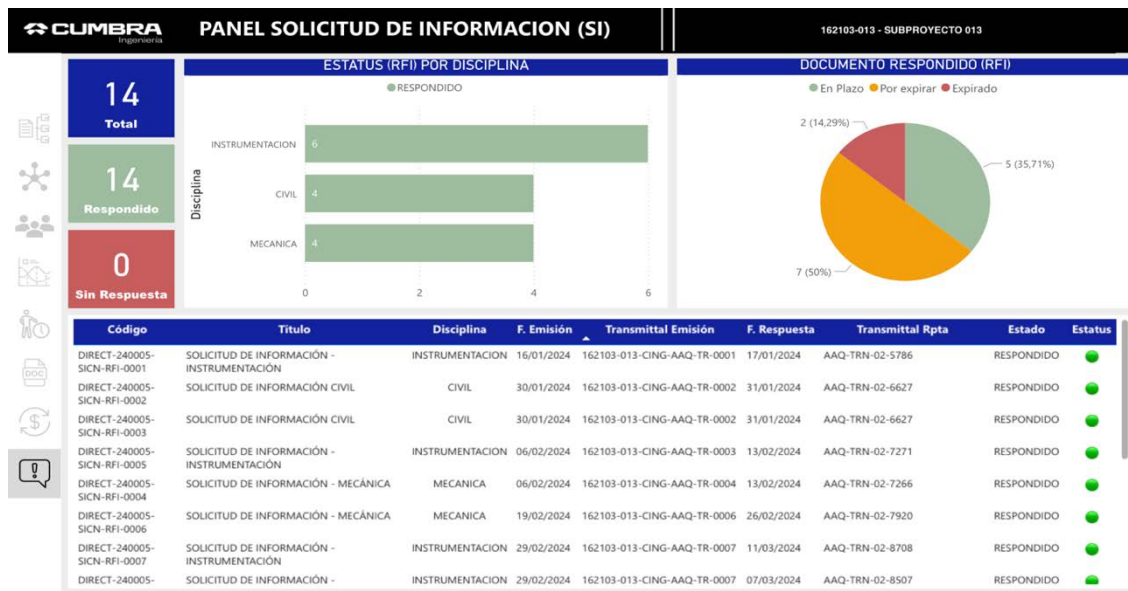 CUMBRA
Ingeniería
PANEL SOLICITUD DE INFORMACION (SI)
162103-013 - SUBPROYECTO 013
14
Total
14
Respondido
0
Sin Respuesta
ESTATUS (RFI) POR DISCIPLINA
RESPONDIDO
Disciplina
INSTRUMENTACION 6
CIVIL 4
MECANICA 4
0 2 4 6
DOCUMENTO RESPONDIDO (RFI)
En Plazo Por expirar Expirado
2 (14,29%)
5 (35,71%)
7 (50%)
DOC
Código Título Disciplina F. Emisión Transmittal Emisión F. Respuesta Transmittal Rpta Estado Estatus
DIRECT-240005- SOLICITUD DE INFORMACIÓN - INSTRUMENTACION 16/01/2024 162103-013-CING-AAQ-TR-0001 17/01/2024 AAQ-TRN-02-5786 RESPONDIDO
SICN-RFI-0001 INSTRUMENTACIÓN
DIRECT-240005- SOLICITUD DE INFORMACIÓN CIVIL CIVIL 30/01/2024 162103-013-CING-AAQ-TR-0002 31/01/2024 AAQ-TRN-02-6627 RESPONDIDO
SICN-RFI-0002
DIRECT-240005- SOLICITUD DE INFORMACIÓN CIVIL CIVIL 30/01/2024 162103-013-CING-AAQ-TR-0002 31/01/2024 AAQ-TRN-02-6627 RESPONDIDO
SICN-RFI-0003
DIRECT-240005- SOLICITUD DE INFORMACIÓN - INSTRUMENTACION 06/02/2024 162103-013-CING-AAQ-TR-0003 13/02/2024 AAQ-TRN-02-7271 RESPONDIDO
SICN-RFI-0005 INSTRUMENTACIÓN
DIRECT-240005- SOLICITUD DE INFORMACIÓN - MECÁNICA MECANICA 06/02/2024 162103-013-CING-AAQ-TR-0004 13/02/2024 AAQ-TRN-02-7266 RESPONDIDO
SICN-RFI-0004
DIRECT-240005- SOLICITUD DE INFORMACIÓN - MECÁNICA MECANICA 19/02/2024 162103-013-CING-AAQ-TR-0006 26/02/2024 AAQ-TRN-02-7920 RESPONDIDO
SICN-RFI-0006
DIRECT-240005- SOLICITUD DE INFORMACIÓN - INSTRUMENTACION 29/02/2024 162103-013-CING-AAQ-TR-0007 11/03/2024 AAQ-TRN-02-8708 RESPONDIDO
SICN-RFI-0007 INSTRUMENTACIÓN
DIRECT-240005- SOLICITUD DE INFORMACIÓN - INSTRUMENTACION 29/02/2024 162103-013-CING-AAQ-TR-0007 07/03/2024 AAQ-TRN-02-8507 RESPONDIDO